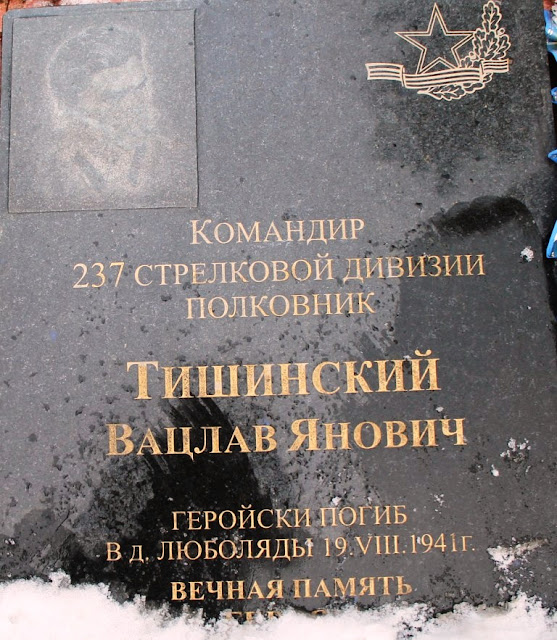 КОМАНДИР
237 СТРЕЛКОВОЙ ДИВИЗИИ
ПОЛКОВНИК
ТИШИНСКИЙ
ВАЦЛАВ ЯНОВИЧ
ГЕРОЙСКИ ПОГИБ
В Д. ЛЮБОЛЯДЫ 19.VIII.1941г.
ВЕЧНАЯ ПАМЯТЬ